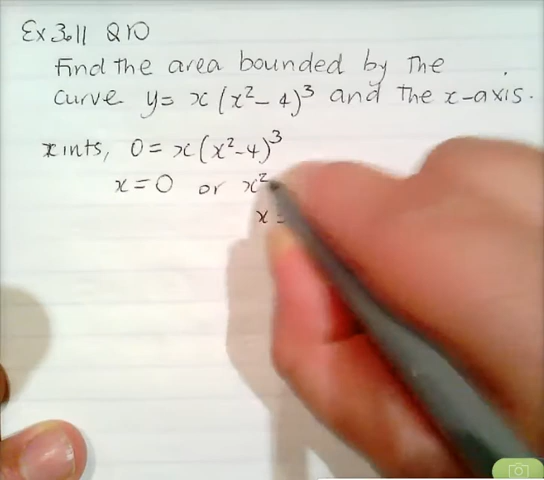 Ex 3.11 Q10
Find the area bounded by the
curve y = x(x²-4)³ and the x-axis.
x ints, 0 = x(x²-4)³
x = 0 or x²
x =